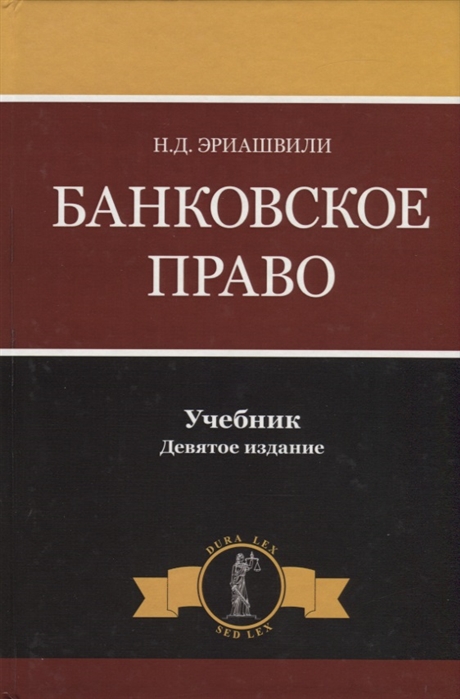 Н.Д. ЭРИАШВИЛИ
БАНКОВСКОЕ
ПРАВО
Учебник
Девятое издание
DURA LEX
SED LEX